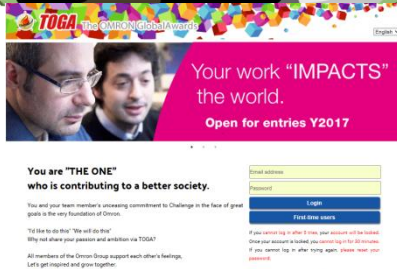 TOGA The OMRON Global Awards
English
Your work "IMPACTS"
the world.
Open for entries Y2017
You are "THE ONE"
who is contributing to a better society.
You and your team member's unceasing commitment to Challenge in the face of great
goals is the very foundation of Omron.
"I'd like to do this" "We will do this"
Why not share your passion and ambition via TOGA?
All members of the Omron Group support each other's feelings,
Let's get inspired and grow together.
Email address
Password
Login
First-time users
If you cannot log in after 5 tries, your account will be locked.
Once your account is locked, you cannot log in for 30 minutes.
If you cannot log in after trying again, please reset your
password.